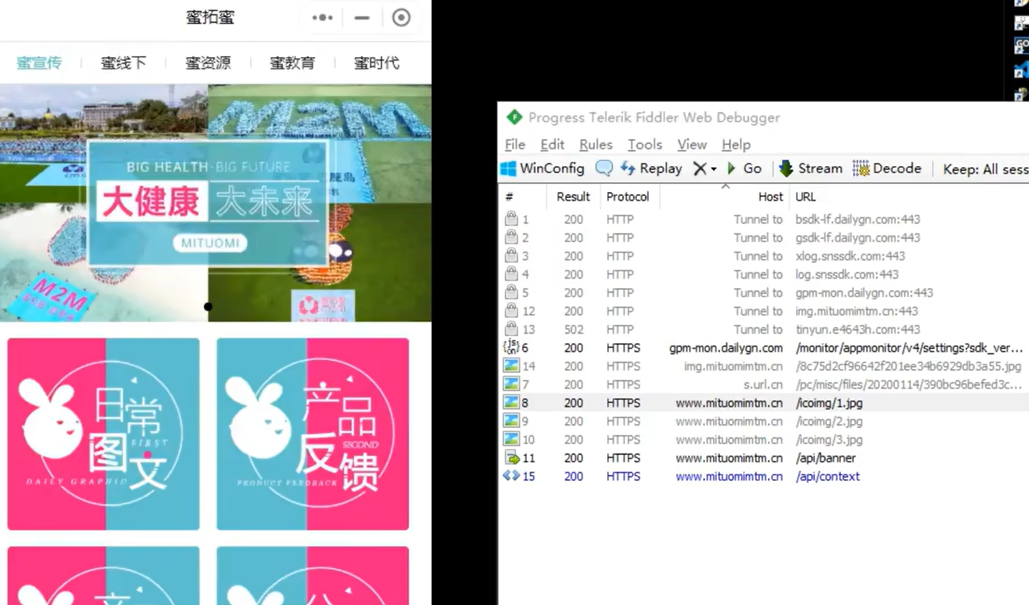 蜜拓蜜
蜜宣传 蜜线下 蜜资源 蜜教育 蜜时代
M2M
BIG HEALTH·BIG FUTURE
大健康 大未来
MITUOMI
M2M
日常
图文
FIRST
DAILY GRAPHIC
产品
反馈
SECOND
PRODUCT FEEDBACK
Progress Telerik Fiddler Web Debugger
File Edit Rules Tools View Help
WinConfig Replay Go Stream Decode Keep: All sess
# Result Protocol Host URL
1 200 HTTP Tunnel to bsdk-lf.dailygn.com:443
2 200 HTTP Tunnel to gsdk-lf.dailygn.com:443
3 200 HTTP Tunnel to xlog.snssdk.com:443
4 200 HTTP Tunnel to log.snssdk.com:443
5 200 HTTP Tunnel to gpm-mon.dailygn.com:443
12 200 HTTP Tunnel to img.mituomimtm.cn:443
13 502 HTTP Tunnel to tinyun.e4643h.com:443
6 200 HTTPS gpm-mon.dailygn.com /monitor/appmonitor/v4/settings?sdk_ver...
14 200 HTTPS img.mituomimtm.cn /8c75d2cf96642f201ee34b6929db3a55.jpg
7 200 HTTPS s.url.cn /pc/misc/files/20200114/390bc96befed3c...
8 200 HTTPS www.mituomimtm.cn /icoimg/1.jpg
9 200 HTTPS www.mituomimtm.cn /icoimg/2.jpg
10 200 HTTPS www.mituomimtm.cn /icoimg/3.jpg
11 200 HTTPS www.mituomimtm.cn /api/banner
15 200 HTTPS www.mituomimtm.cn /api/context